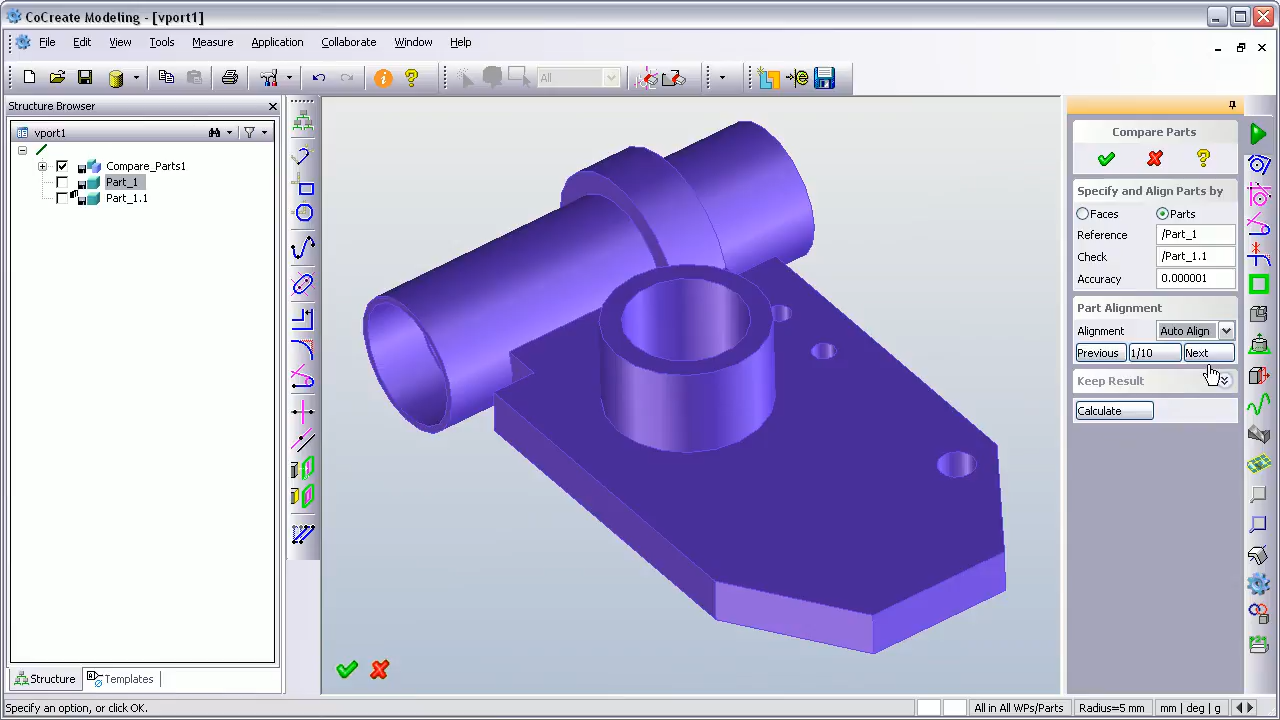 CoCreate Modeling - [vport1]
File Edit View Tools Measure Application Collaborate Window Help
All
Structure Browser
vport1
Compare_Parts1
Part_1
Part_1.1
Structure Templates
Compare Parts
Specify and Align Parts by
Faces Parts
Reference /Part_1
Check /Part_1.1
Accuracy 0.000001
Part Alignment
Alignment Auto Align
Previous 1/10 Next
Keep Result
Calculate
Specify an option, or click OK.
All in All WPs/Parts Radius=5 mm mm | deg | g